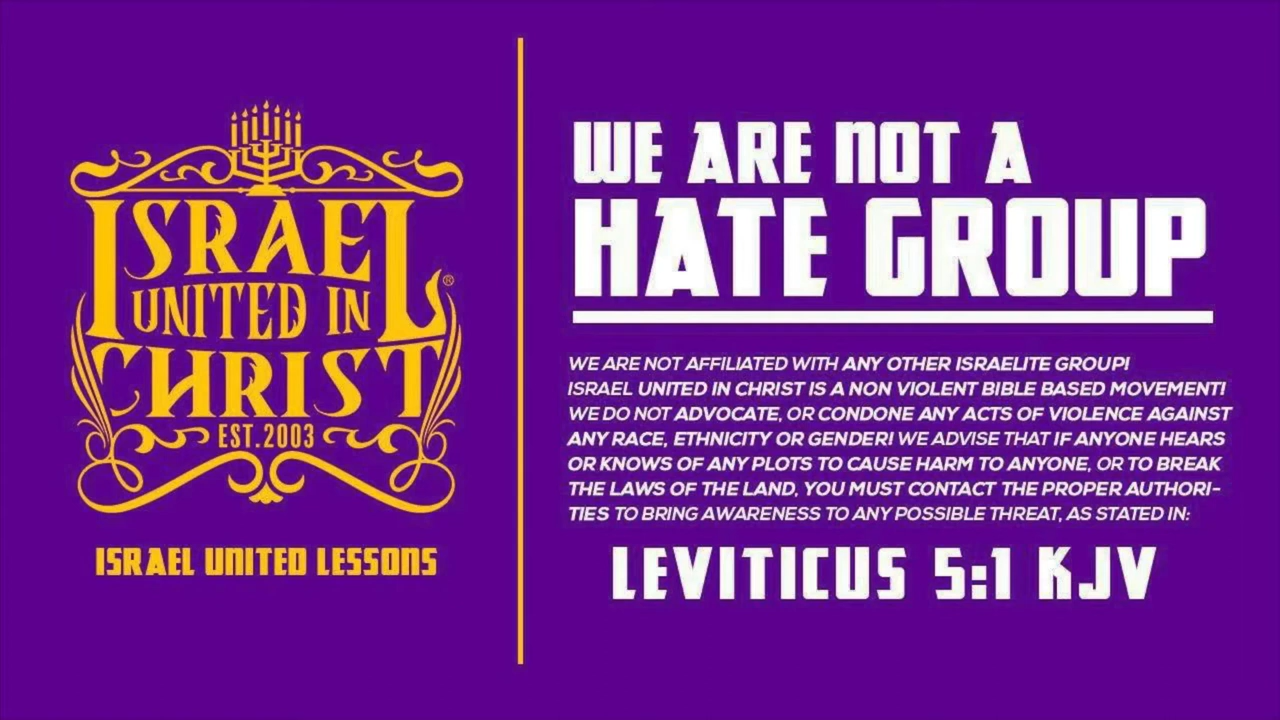 ISRAEL
UNITED IN
CHRIST
®
EST.2003
ISRAEL UNITED LESSONS
WE ARE NOT A
HATE GROUP
WE ARE NOT AFFILIATED WITH ANY OTHER ISRAELITE GROUP!
ISRAEL UNITED IN CHRIST IS A NON VIOLENT BIBLE BASED MOVEMENT!
WE DO NOT ADVOCATE, OR CONDONE ANY ACTS OF VIOLENCE AGAINST
ANY RACE, ETHNICITY OR GENDER! WE ADVISE THAT IF ANYONE HEARS
OR KNOWS OF ANY PLOTS TO CAUSE HARM TO ANYONE, OR TO BREAK
THE LAWS OF THE LAND, YOU MUST CONTACT THE PROPER AUTHORI-
TIES TO BRING AWARENESS TO ANY POSSIBLE THREAT, AS STATED IN:
LEVITICUS 5:1 KJV